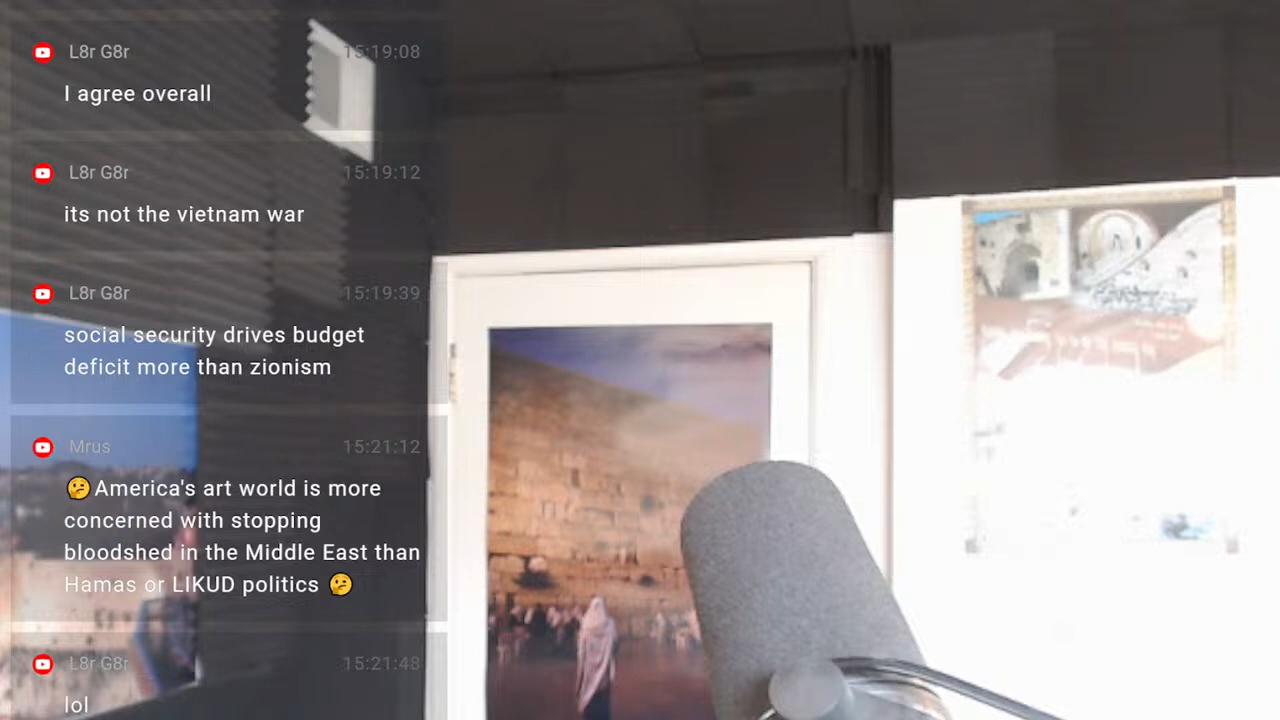 L8r G8r 15:19:08
I agree overall
L8r G8r 15:19:12
its not the vietnam war
L8r G8r 15:19:39
social security drives budget
deficit more than zionism
Mrus 15:21:12
🤔America's art world is more
concerned with stopping
bloodshed in the Middle East than
Hamas or LIKUD politics 🤔
L8r G8r 15:21:48
lol